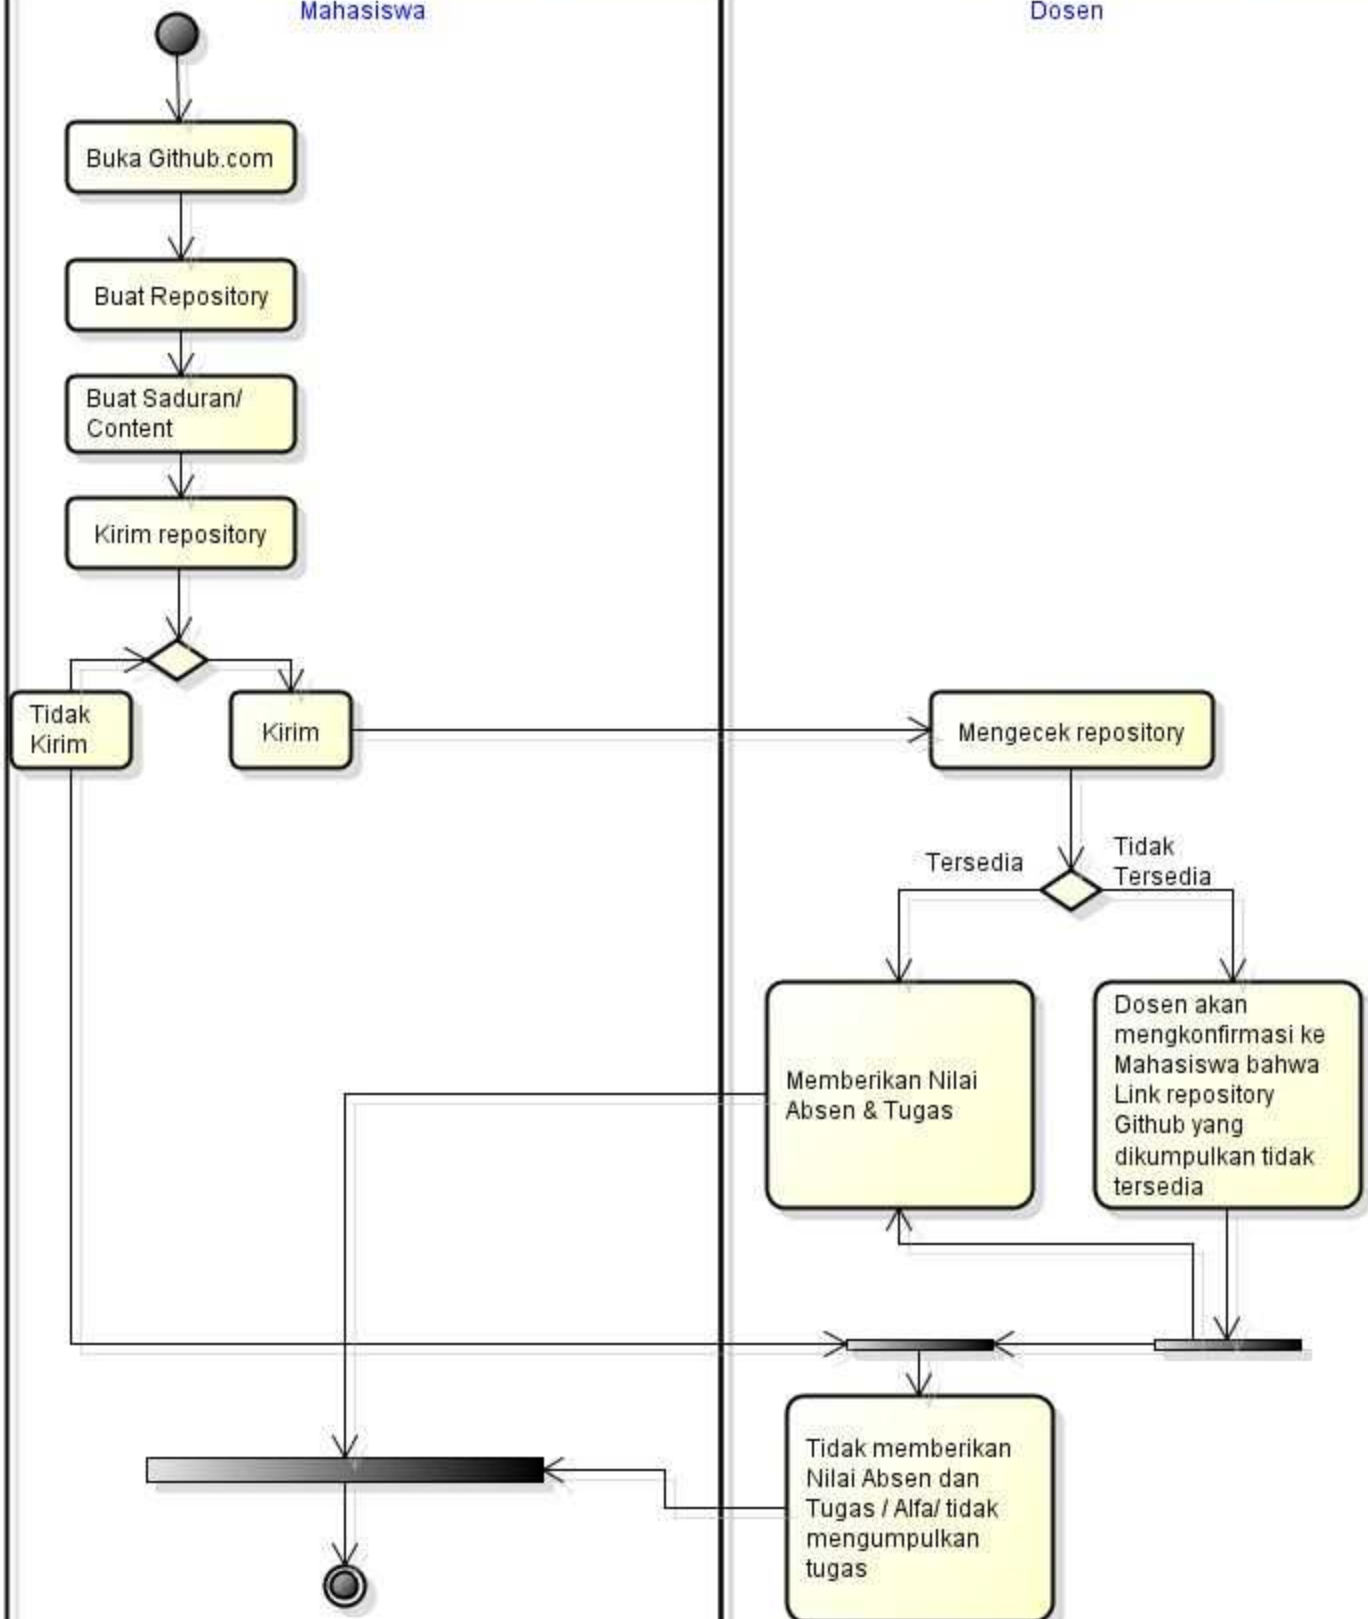 Mahasiswa
Dosen
Buka Github.com
Buat Repository
Buat Saduran/
Content
Kirim repository
Tidak
Kirim
Kirim
Mengecek repository
Tersedia
Tidak
Tersedia
Memberikan Nilai
Absen & Tugas
Dosen akan
mengkonfirmasi ke
Mahasiswa bahwa
Link repository
Github yang
dikumpulkan tidak
tersedia
Tidak memberikan
Nilai Absen dan
Tugas / Alfa/ tidak
mengumpulkan
tugas